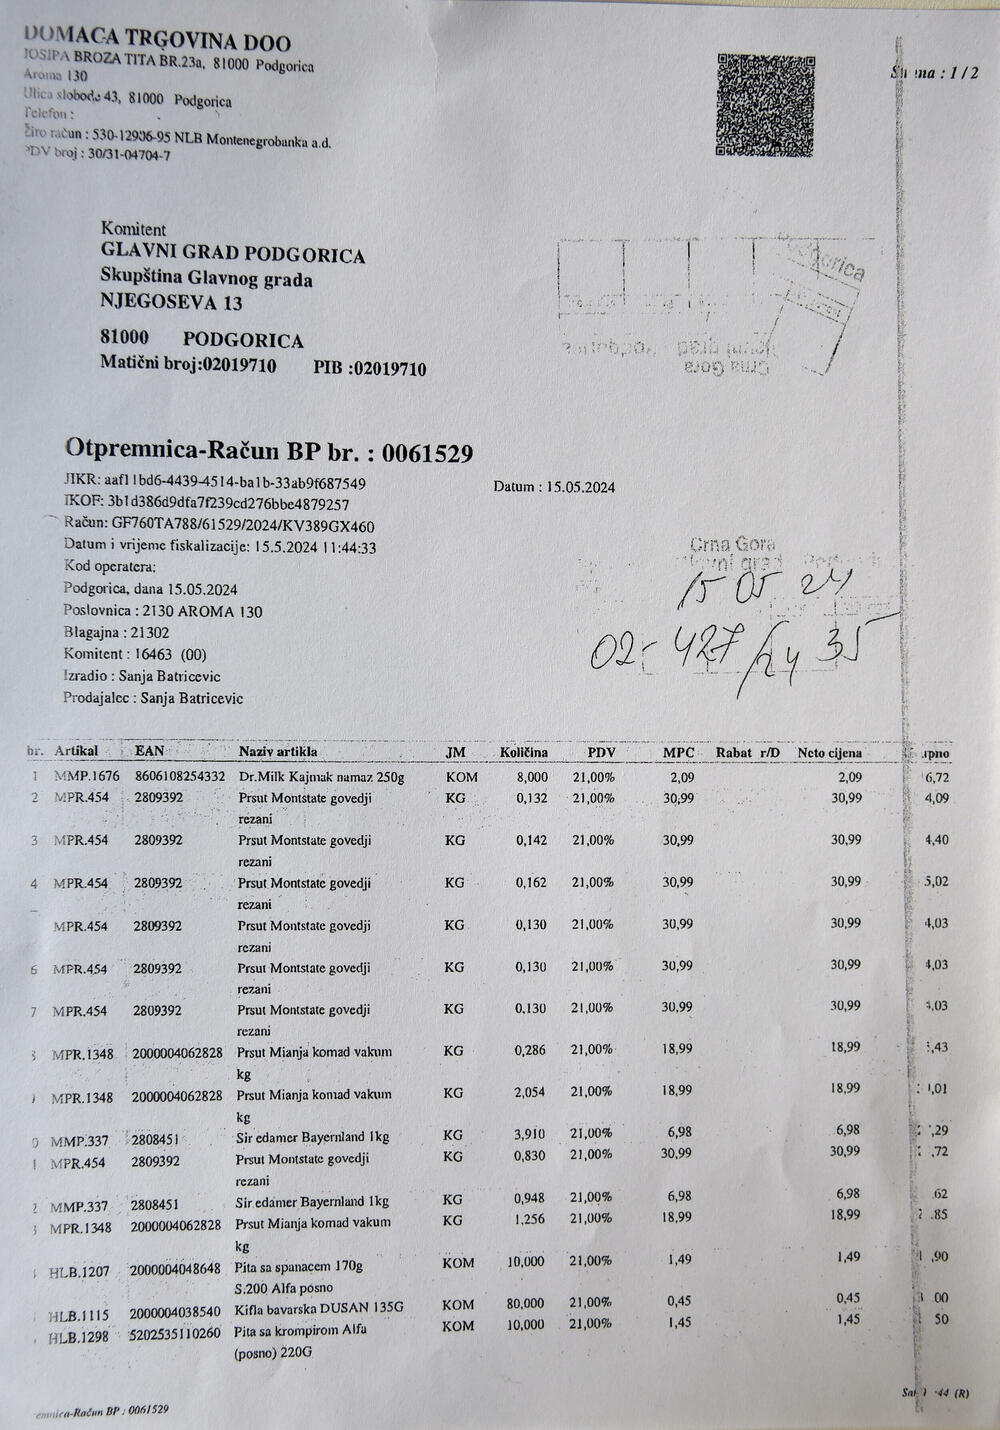 DOMACA TRGOVINA DOO
JOSIPA BROZA TITA BR.23a, 81000 Podgorica
Aroma 130
Ulica slobode 43, 81000 Podgorica
Telefon :
Žiro račun : 530-12936-95 NLB Montenegrobanka a.d.
PDV broj : 30/31-04704-7
Strana : 1 / 2
Komitent
GLAVNI GRAD PODGORICA
Skupština Glavnog grada
NJEGOSEVA 13
81000 PODGORICA
Matični broj:02019710 PIB :02019710
Podgorica
Crna Gora
Otpremnica-Račun BP br. : 0061529
JIKR: aaf11bd6-4439-4514-ba1b-33ab9f687549
Datum : 15.05.2024
IKOF: 3b1d386d9dfa7f239cd276bbe4879257
Račun: GF760TA788/61529/2024/KV389GX460
Datum i vrijeme fiskalizacije: 15.5.2024 11:44:33
Kod operatera:
Podgorica, dana 15.05.2024
Poslovnica : 2130 AROMA 130
Blagajna : 21302
Komitent : 16463 (00)
Izradio : Sanja Batricevic
Prodajalec : Sanja Batricevic
Crna Gora
15 05 24
02- 427/24 35
br. Artikal EAN Naziv artikla JM Količina PDV MPC Rabat r/D Neto cijena
1 MMP.1676 8606108254332 Dr.Milk Kajmak namaz 250g KOM 8,000 21,00% 2,09 2,09 6,72
2 MPR.454 2809392 Prsut Montstate govedji KG 0,132 21,00% 30,99 30,99 4,09
rezani
3 MPR.454 2809392 Prsut Montstate govedji KG 0,142 21,00% 30,99 30,99 4,40
rezani
4 MPR.454 2809392 Prsut Montstate govedji KG 0,162 21,00% 30,99 30,99 5,02
rezani
MPR.454 2809392 Prsut Montstate govedji KG 0,130 21,00% 30,99 30,99 4,03
rezani
6 MPR.454 2809392 Prsut Montstate govedji KG 0,130 21,00% 30,99 30,99 4,03
rezani
7 MPR.454 2809392 Prsut Montstate govedji KG 0,130 21,00% 30,99 30,99 4,03
rezani
MPR.1348 2000004062828 Prsut Mianja komad vakum KG 0,286 21,00% 18,99 18,99 ,43
kg
MPR.1348 2000004062828 Prsut Mianja komad vakum KG 2,054 21,00% 18,99 18,99 ,01
kg
MMP.337 2808451 Sir edamer Bayernland 1kg KG 3,910 21,00% 6,98 6,98 ,29
MPR.454 2809392 Prsut Montstate govedji KG 0,830 21,00% 30,99 30,99 ,72
rezani
MMP.337 2808451 Sir edamer Bayernland 1kg KG 0,948 21,00% 6,98 6,98 62
MPR.1348 2000004062828 Prsut Mianja komad vakum KG 1,256 21,00% 18,99 18,99 .85
kg
HLB.1207 2000004048648 Pita sa spanacem 170g KOM 10,000 21,00% 1,49 1,49 ,90
S.200 Alfa posno
HLB.1115 2000004038540 Kifla bavarska DUSAN 135G KOM 80,000 21,00% 0,45 0,45 00
HLB.1298 5202535110260 Pita sa krompirom Alfa KOM 10,000 21,00% 1,45 1,45 50
(posno) 220G
44 (R)
emnica-Račun BP : 0061529